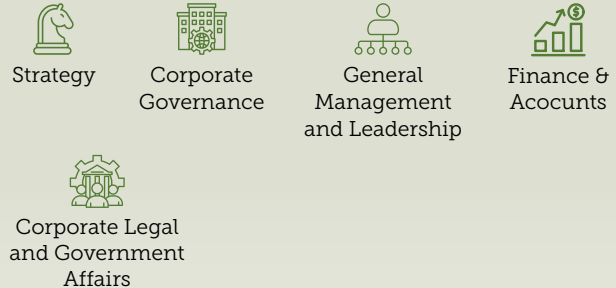 Strategy
Corporate
Governance
General
Management
and Leadership
Finance &
Acocunts
$
Corporate Legal
and Government
Affairs